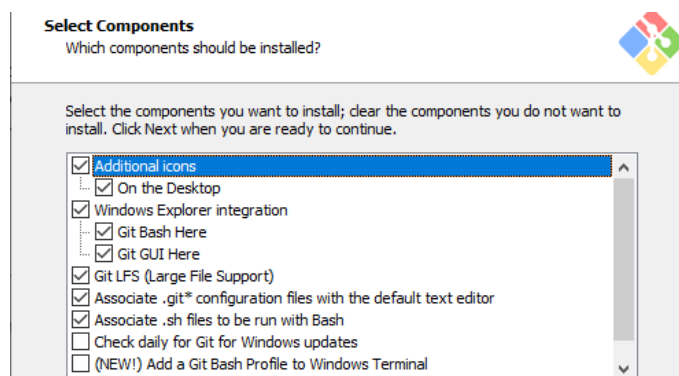 Select Components
Which components should be installed?
Select the components you want to install; clear the components you do not want to
install. Click Next when you are ready to continue.
Additional icons
On the Desktop
Windows Explorer integration
Git Bash Here
Git GUI Here
Git LFS (Large File Support)
Associate .git* configuration files with the default text editor
Associate .sh files to be run with Bash
Check daily for Git for Windows updates
(NEW!) Add a Git Bash Profile to Windows Terminal